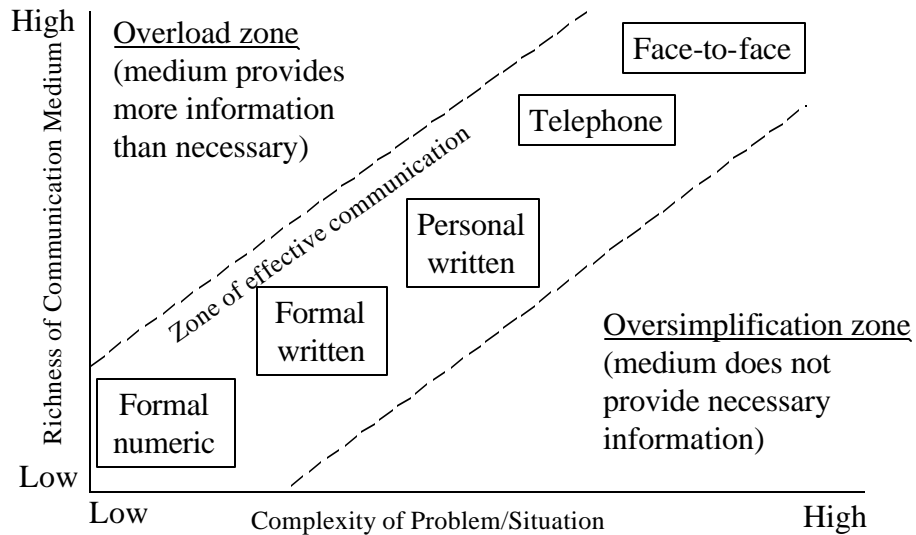 High
Richness of Communication Medium
Low
Overload zone
(medium provides
more information
than necessary)
Zone of effective communication
Face-to-face
Telephone
Personal
written
Formal
written
Formal
numeric
Oversimplification zone
(medium does not
provide necessary
information)
Low
Complexity of Problem/Situation
High